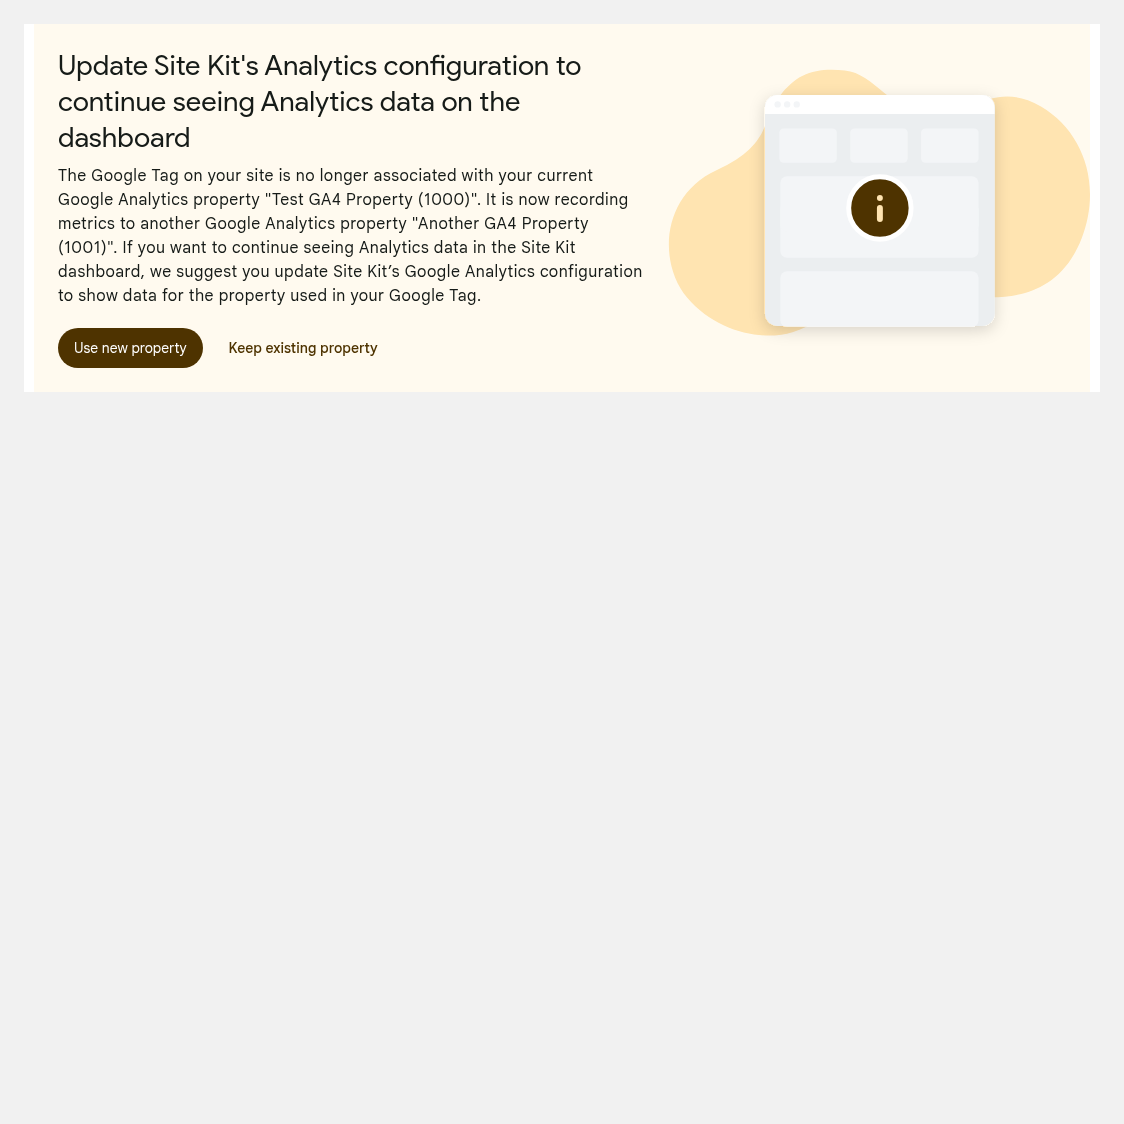 Update Site Kit's Analytics configuration to
continue seeing Analytics data on the
dashboard
The Google Tag on your site is no longer associated with your current
Google Analytics property "Test GA4 Property (1000)". It is now recording
metrics to another Google Analytics property "Another GA4 Property
(1001)". If you want to continue seeing Analytics data in the Site Kit
dashboard, we suggest you update Site Kit’s Google Analytics configuration
to show data for the property used in your Google Tag.
Use new property
Keep existing property